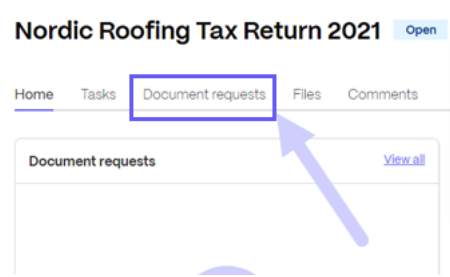 Nordic Roofing Tax Return 2021 Open
Home Tasks Document requests Files Comments
Document requests View all